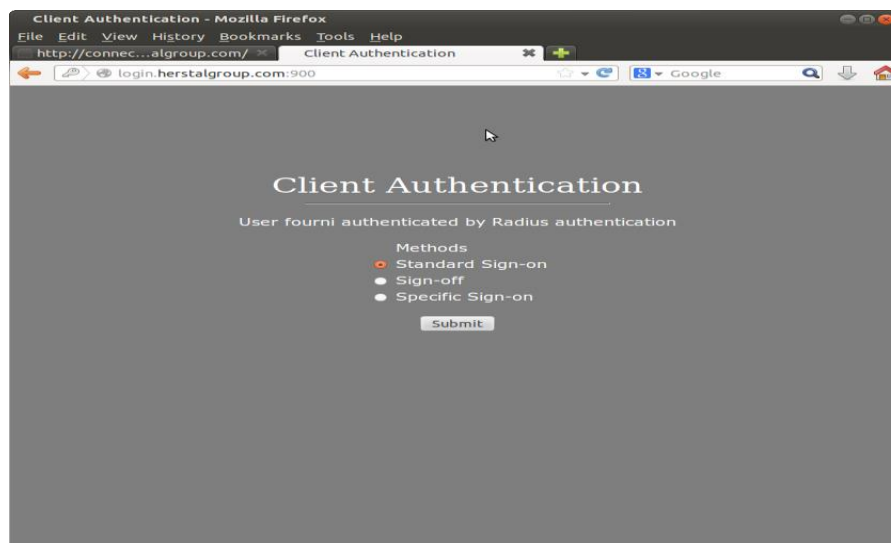 Client Authentication - Mozilla Firefox
File Edit View History Bookmarks Tools Help
http://connec...algroup.com/ Client Authentication
login.herstalgroup.com:900 Google
Client Authentication
User fourni authenticated by Radius authentication
Methods
Standard Sign-on
Sign-off
Specific Sign-on
Submit